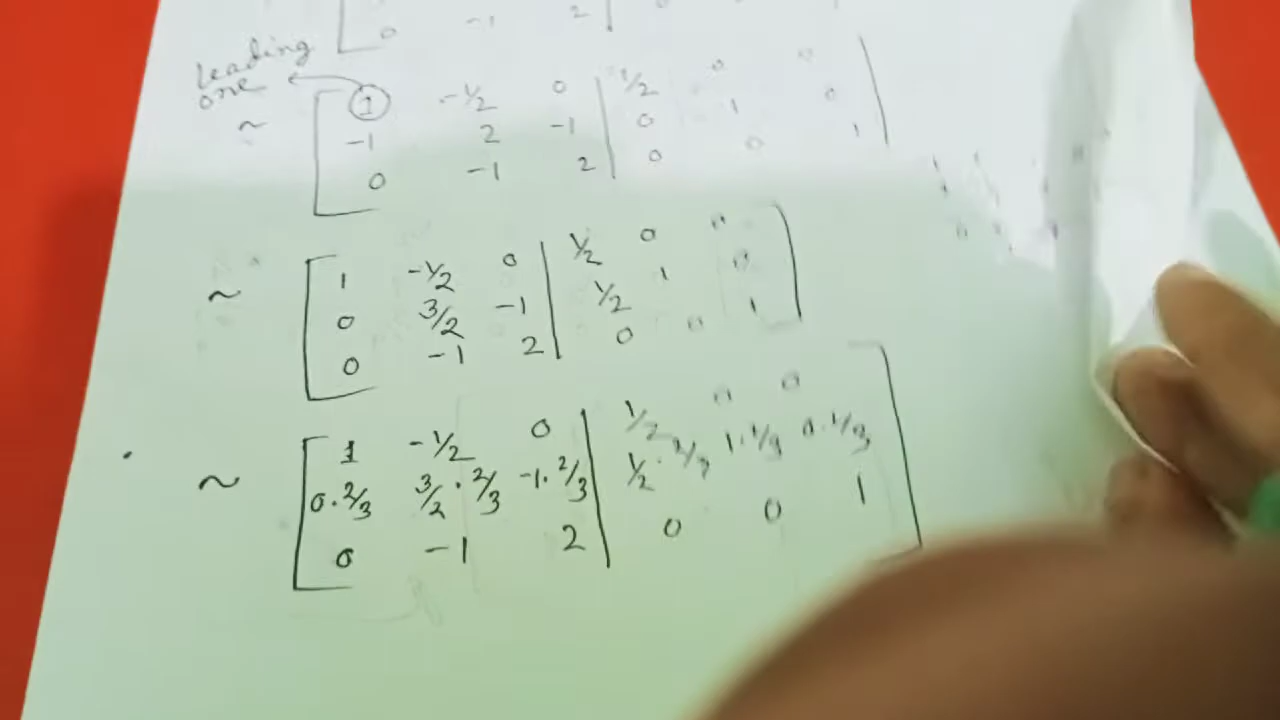 0 -1 2 |
leading
one
~ [ 1 -1/2 0 | 1/2 0 0 ]
-1 2 -1 | 0 1 0
0 -1 2 | 0 0 1
~ [ 1 -1/2 0 | 1/2 0 0 ]
0 3/2 -1 | 1/2 1 0
0 -1 2 | 0 0 1
~ [ 1 -1/2 0 | 1/2 0 0 ]
0·2/3 3/2·2/3 -1·2/3 | 1/2·
0 -1 2 | 0 0 1